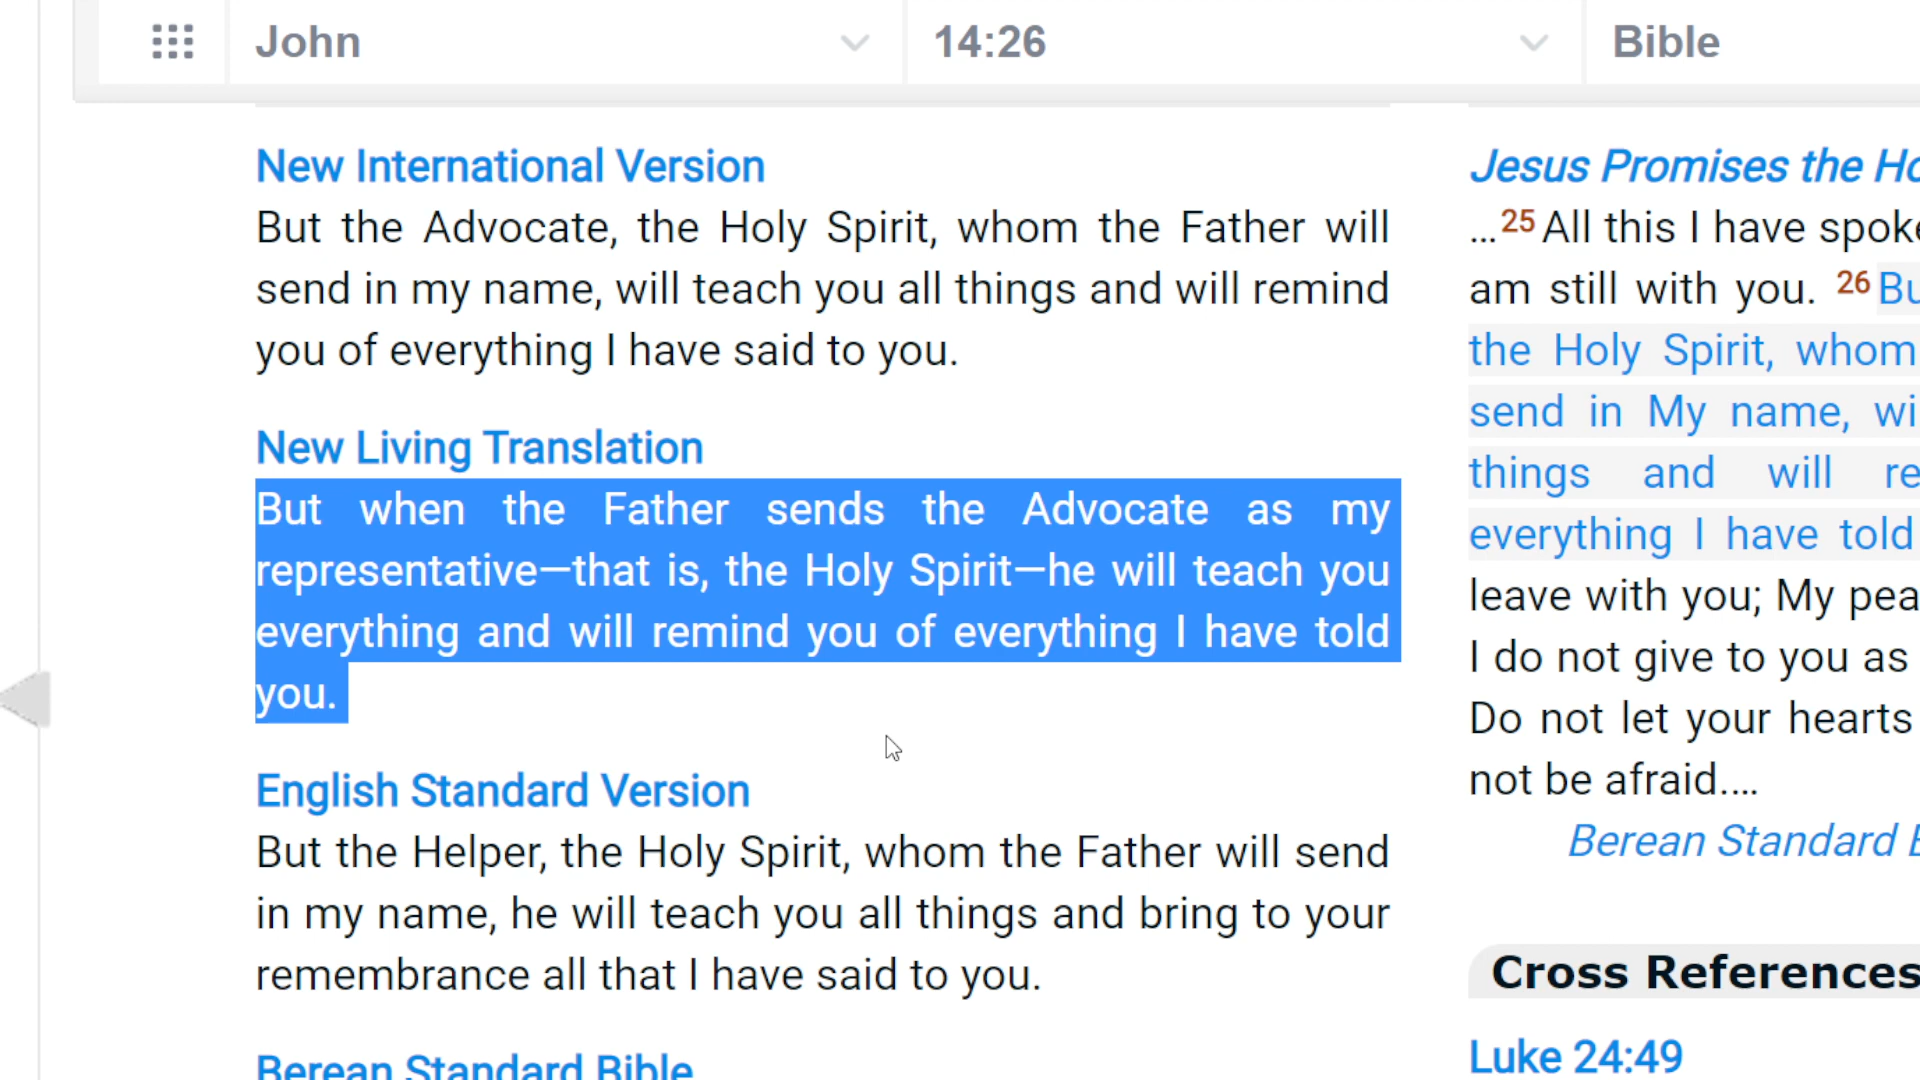 John 14:26 Bible
New International Version
But the Advocate, the Holy Spirit, whom the Father will
send in my name, will teach you all things and will remind
you of everything I have said to you.
New Living Translation
But when the Father sends the Advocate as my
representative—that is, the Holy Spirit—he will teach you
everything and will remind you of everything I have told
you.
English Standard Version
But the Helper, the Holy Spirit, whom the Father will send
in my name, he will teach you all things and bring to your
remembrance all that I have said to you.
Berean Standard Bible
Jesus Promises the
…25 All this I have
am still with you. 26
the Holy Spirit, whom
send in My name,
things and will
everything I have told
leave with you; My
I do not give to you as
Do not let your hearts
not be afraid.…
Berean Standard
Cross References
Luke 24:49